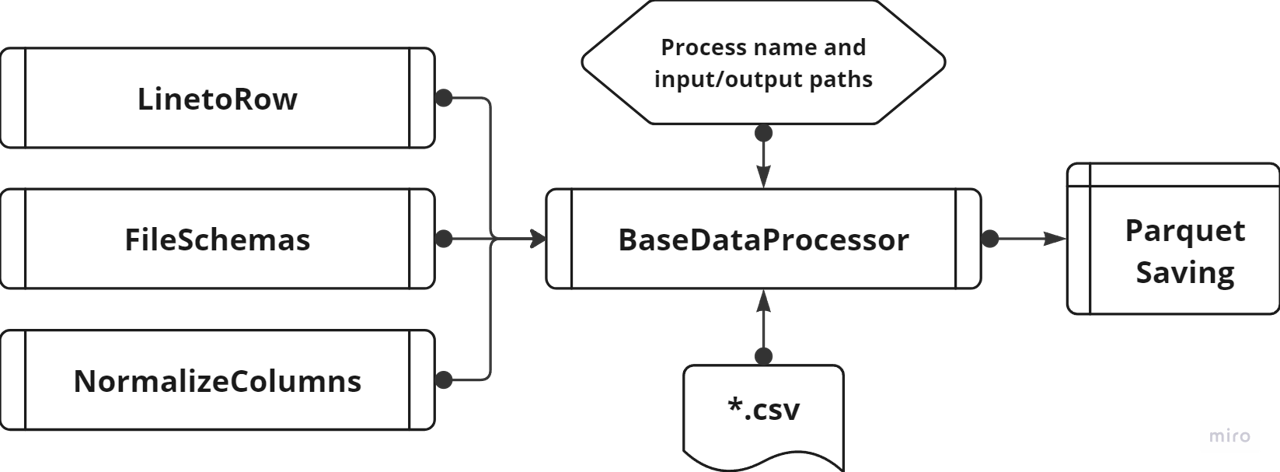 Process name and
input/output paths
LinetoRow
FileSchemas
BaseDataProcessor
Parquet
Saving
NormalizeColumns
*.csv
miro